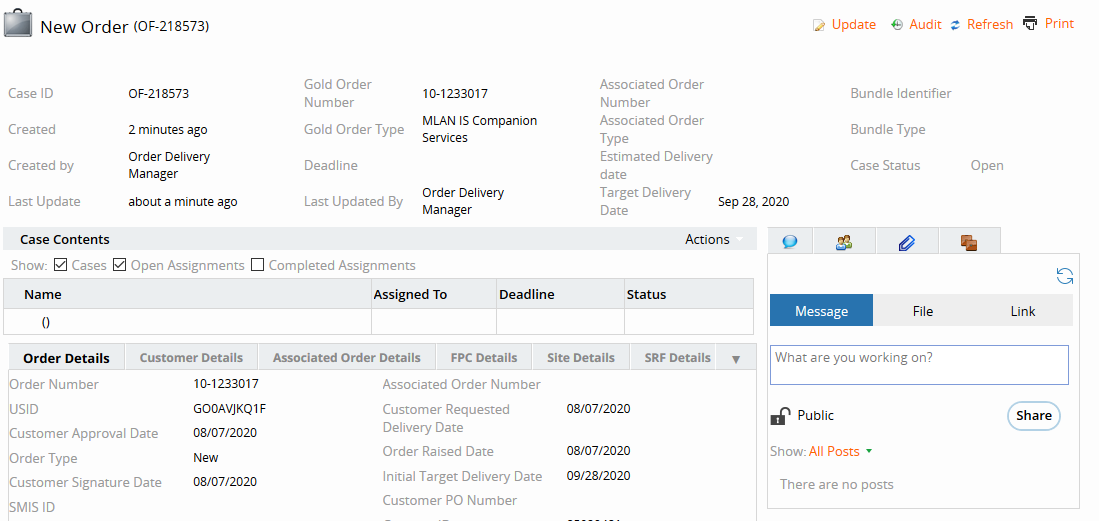 New Order (OF-218573)
Update Audit Refresh Print
Case ID OF-218573 Gold Order Number 10-1233017 Associated Order Number Bundle Identifier
Created 2 minutes ago Gold Order Type MLAN IS Companion Services Associated Order Type Bundle Type
Created by Order Delivery Manager Deadline Estimated Delivery date Case Status Open
Last Update about a minute ago Last Updated By Order Delivery Manager Target Delivery Date Sep 28, 2020
Case Contents Actions
Show: Cases Open Assignments Completed Assignments
Name Assigned To Deadline Status
()
Order Details Customer Details Associated Order Details FPC Details Site Details SRF Details
Order Number 10-1233017 Associated Order Number
USID GO0AVJKQ1F Customer Requested Delivery Date 08/07/2020
Customer Approval Date 08/07/2020 Order Raised Date 08/07/2020
Order Type New Initial Target Delivery Date 09/28/2020
Customer Signature Date 08/07/2020 Customer PO Number
SMIS ID
Message File Link
What are you working on?
Public Share
Show: All Posts
There are no posts